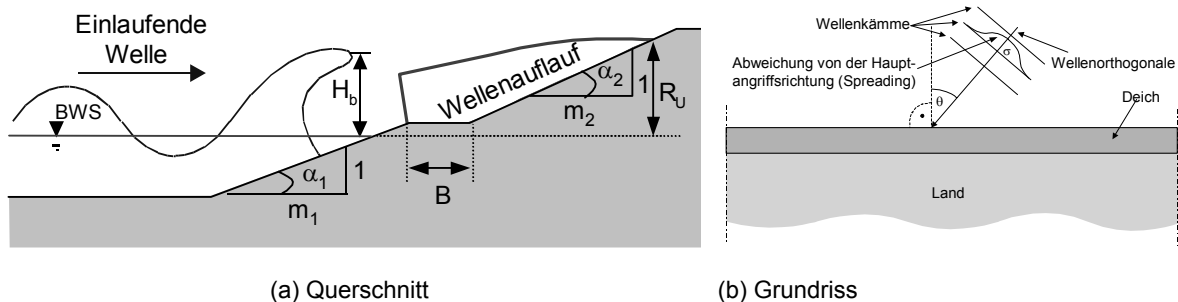 Einlaufende
Welle
BWS
H_b
Wellenauflauf
α_2
1
m_2
R_U
α_1
1
m_1
B
(a) Querschnitt
Wellenkämme
σ
Abweichung von der Haupt-
angriffsrichtung (Spreading)
Wellenorthogonale
θ
Deich
Land
(b) Grundriss